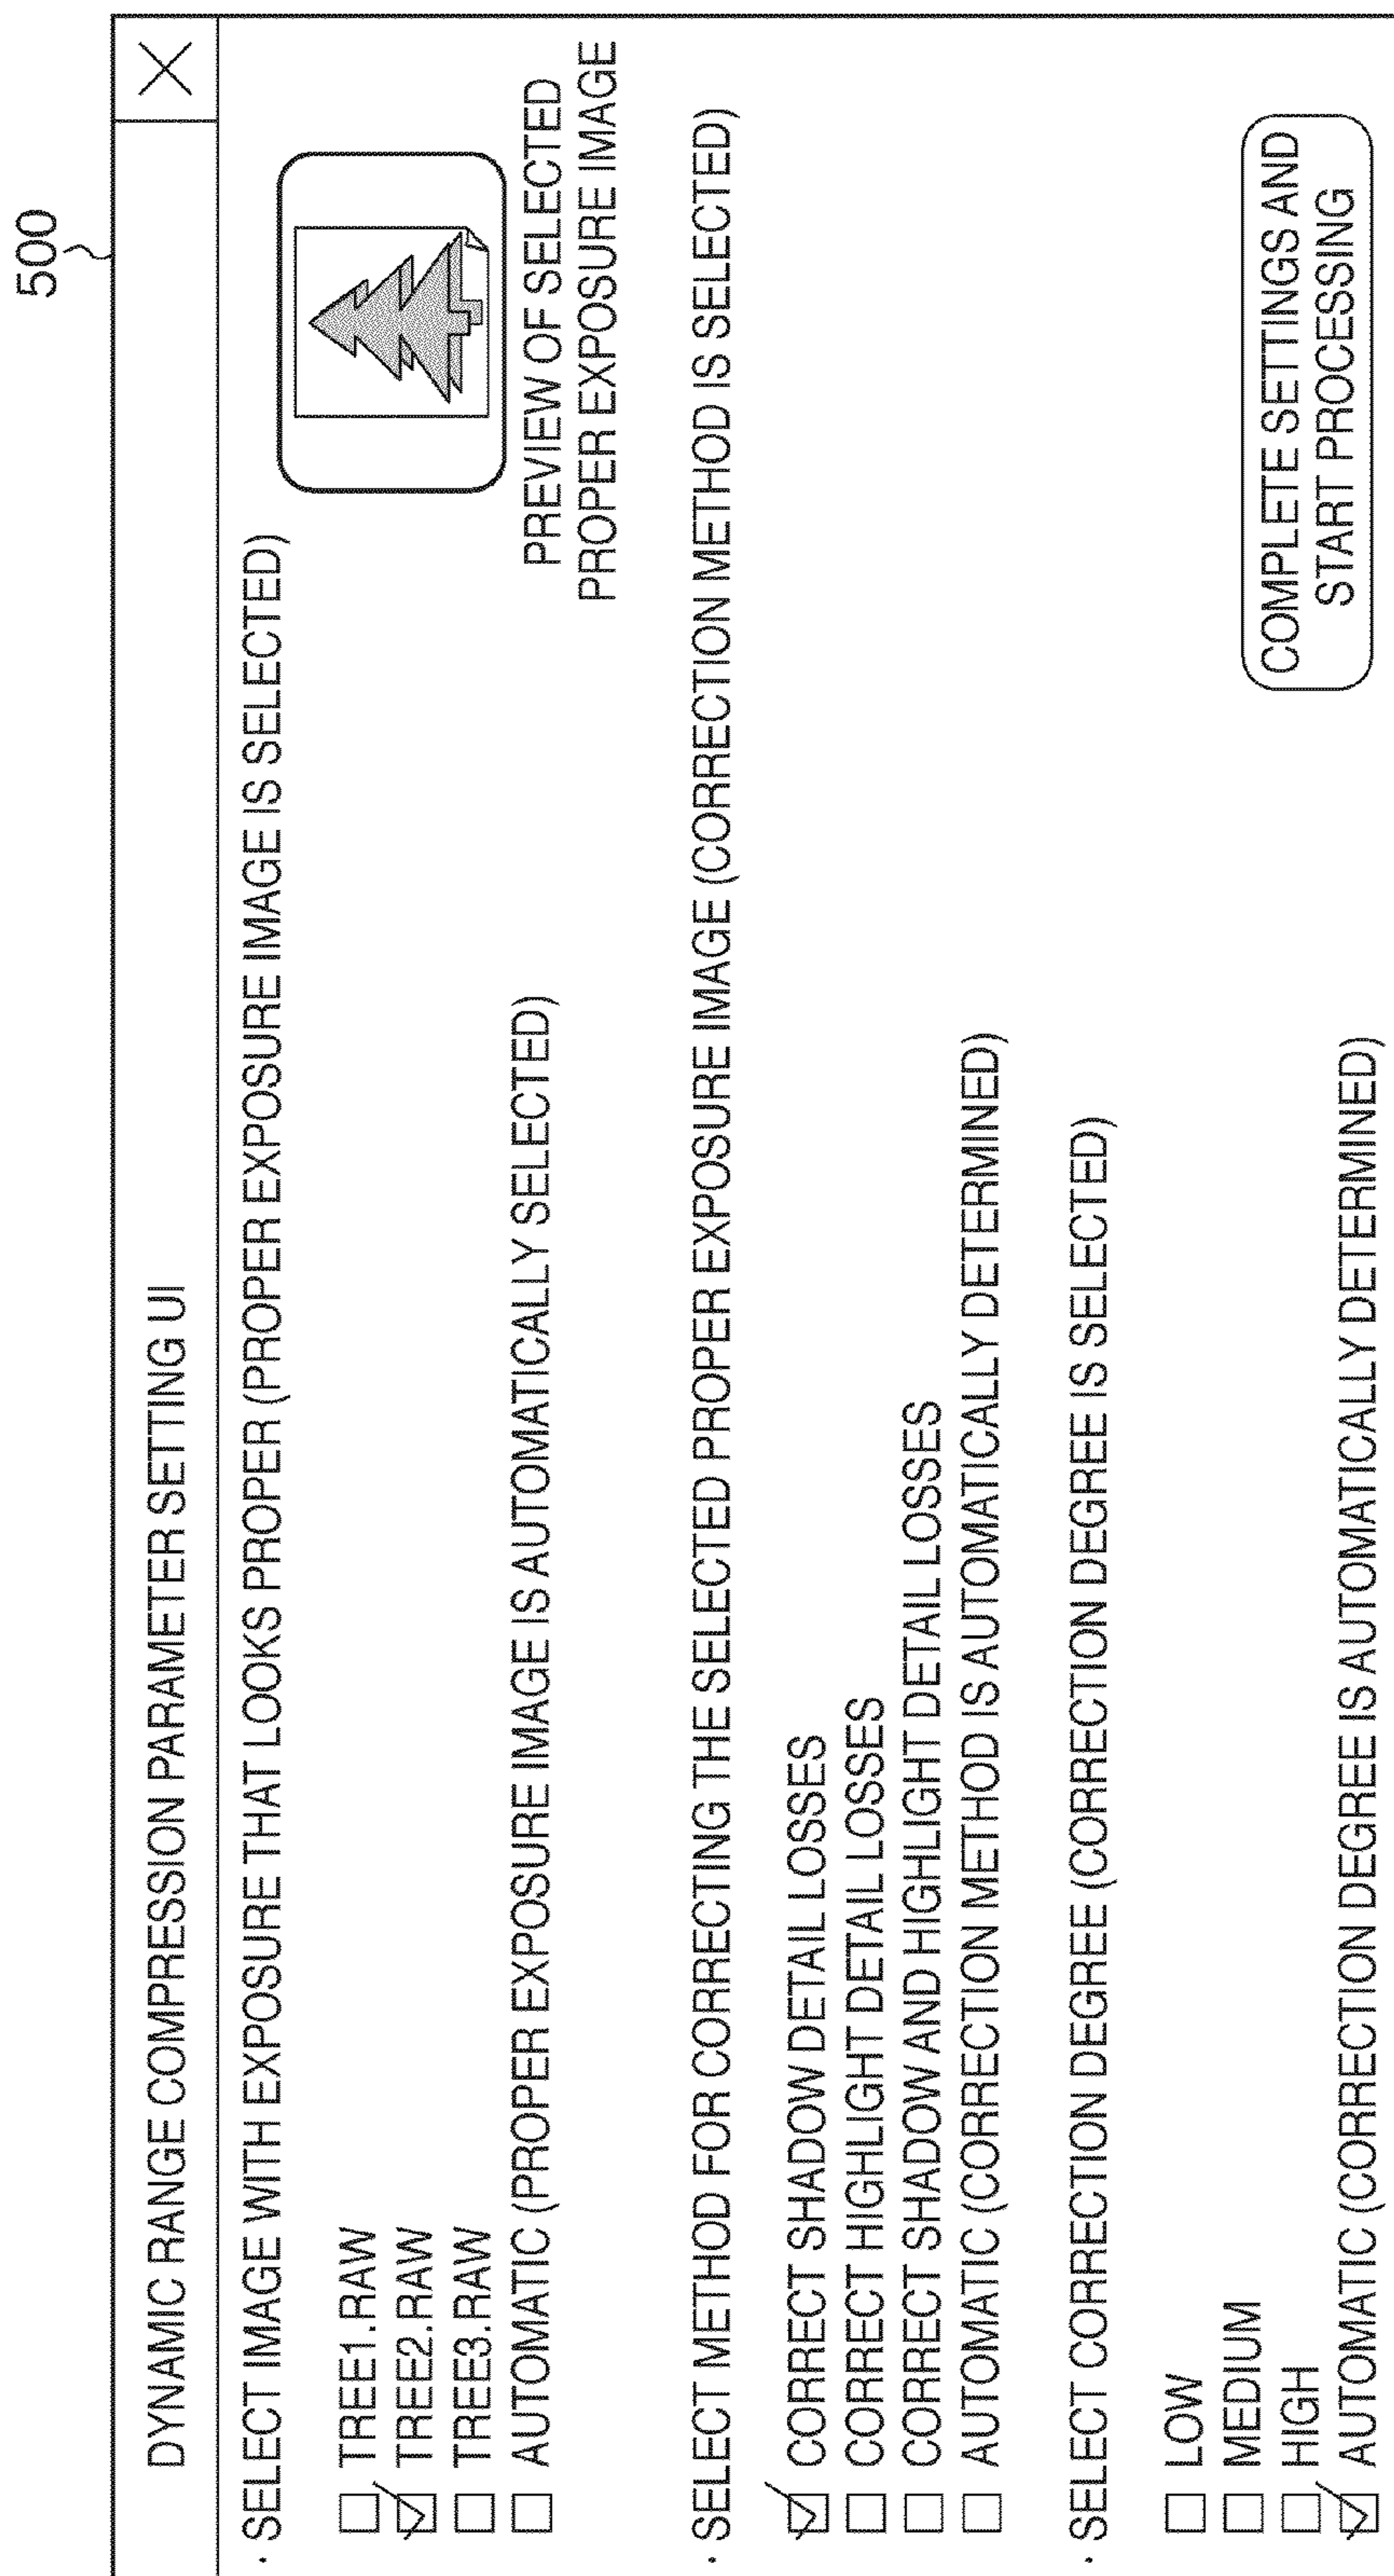 500
DYNAMIC RANGE COMPRESSION PARAMETER SETTING UI
· SELECT IMAGE WITH EXPOSURE THAT LOOKS PROPER (PROPER EXPOSURE IMAGE IS SELECTED)
TREE1.RAW
TREE2.RAW
TREE3.RAW
AUTOMATIC (PROPER EXPOSURE IMAGE IS AUTOMATICALLY SELECTED)
PREVIEW OF SELECTED
PROPER EXPOSURE IMAGE
· SELECT METHOD FOR CORRECTING THE SELECTED PROPER EXPOSURE IMAGE (CORRECTION METHOD IS SELECTED)
CORRECT SHADOW DETAIL LOSSES
CORRECT HIGHLIGHT DETAIL LOSSES
CORRECT SHADOW AND HIGHLIGHT DETAIL LOSSES
AUTOMATIC (CORRECTION METHOD IS AUTOMATICALLY DETERMINED)
· SELECT CORRECTION DEGREE (CORRECTION DEGREE IS SELECTED)
LOW
MEDIUM
HIGH
AUTOMATIC (CORRECTION DEGREE IS AUTOMATICALLY DETERMINED)
COMPLETE SETTINGS AND
START PROCESSING